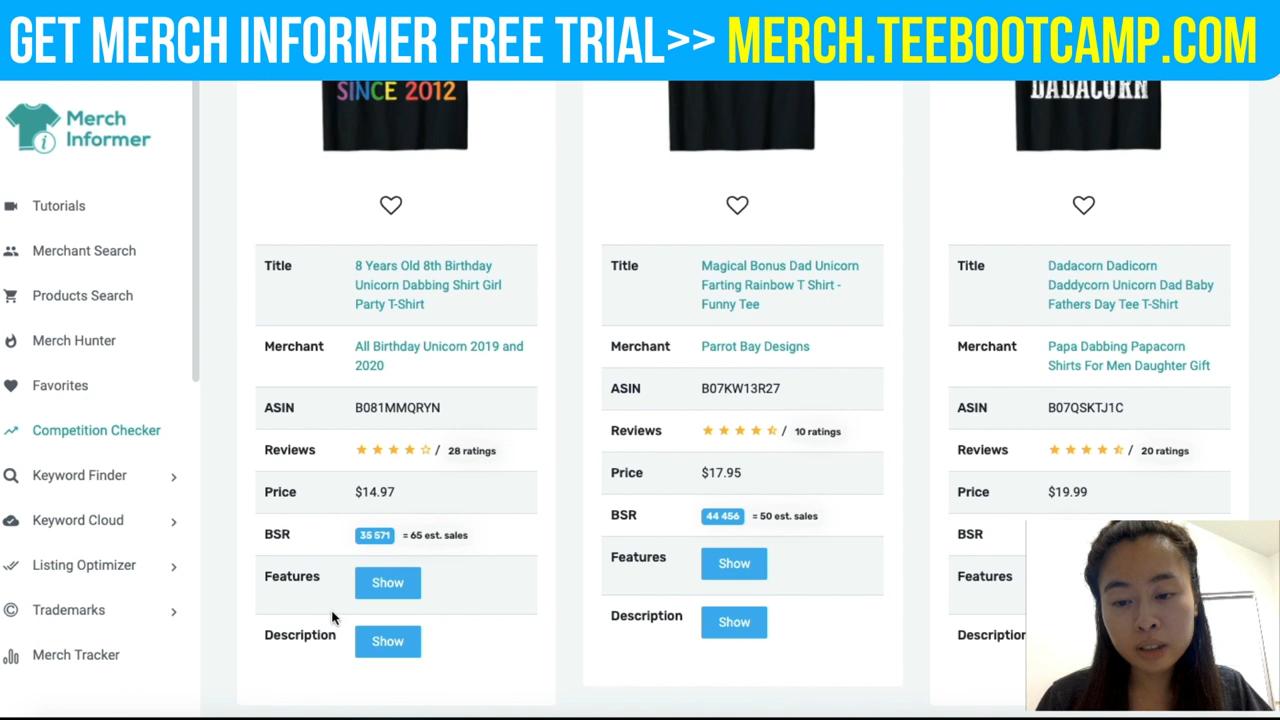 GET MERCH INFORMER FREE TRIAL>> MERCH.TEEBOOTCAMP.COM
Merch
Informer
Tutorials
Merchant Search
Products Search
Merch Hunter
Favorites
Competition Checker
Keyword Finder
Keyword Cloud
Listing Optimizer
Trademarks
Merch Tracker
SINCE 2012
Title
8 Years Old 8th Birthday
Unicorn Dabbing Shirt Girl
Party T-Shirt
Merchant
All Birthday Unicorn 2019 and
2020
ASIN
B081MMQRYN
Reviews
/ 28 ratings
Price
$14.97
BSR
35 571 = 65 est. sales
Features
Show
Description
Show
Title
Magical Bonus Dad Unicorn
Farting Rainbow T Shirt -
Funny Tee
Merchant
Parrot Bay Designs
ASIN
B07KW13R27
Reviews
/ 10 ratings
Price
$17.95
BSR
44 456 = 50 est. sales
Features
Show
Description
Show
DADACORN
Title
Dadacorn Dadicorn
Daddycorn Unicorn Dad Baby
Fathers Day Tee T-Shirt
Merchant
Papa Dabbing Papacorn
Shirts For Men Daughter Gift
ASIN
B07QSKTJ1C
Reviews
/ 20 ratings
Price
$19.99
BSR
Features
Description